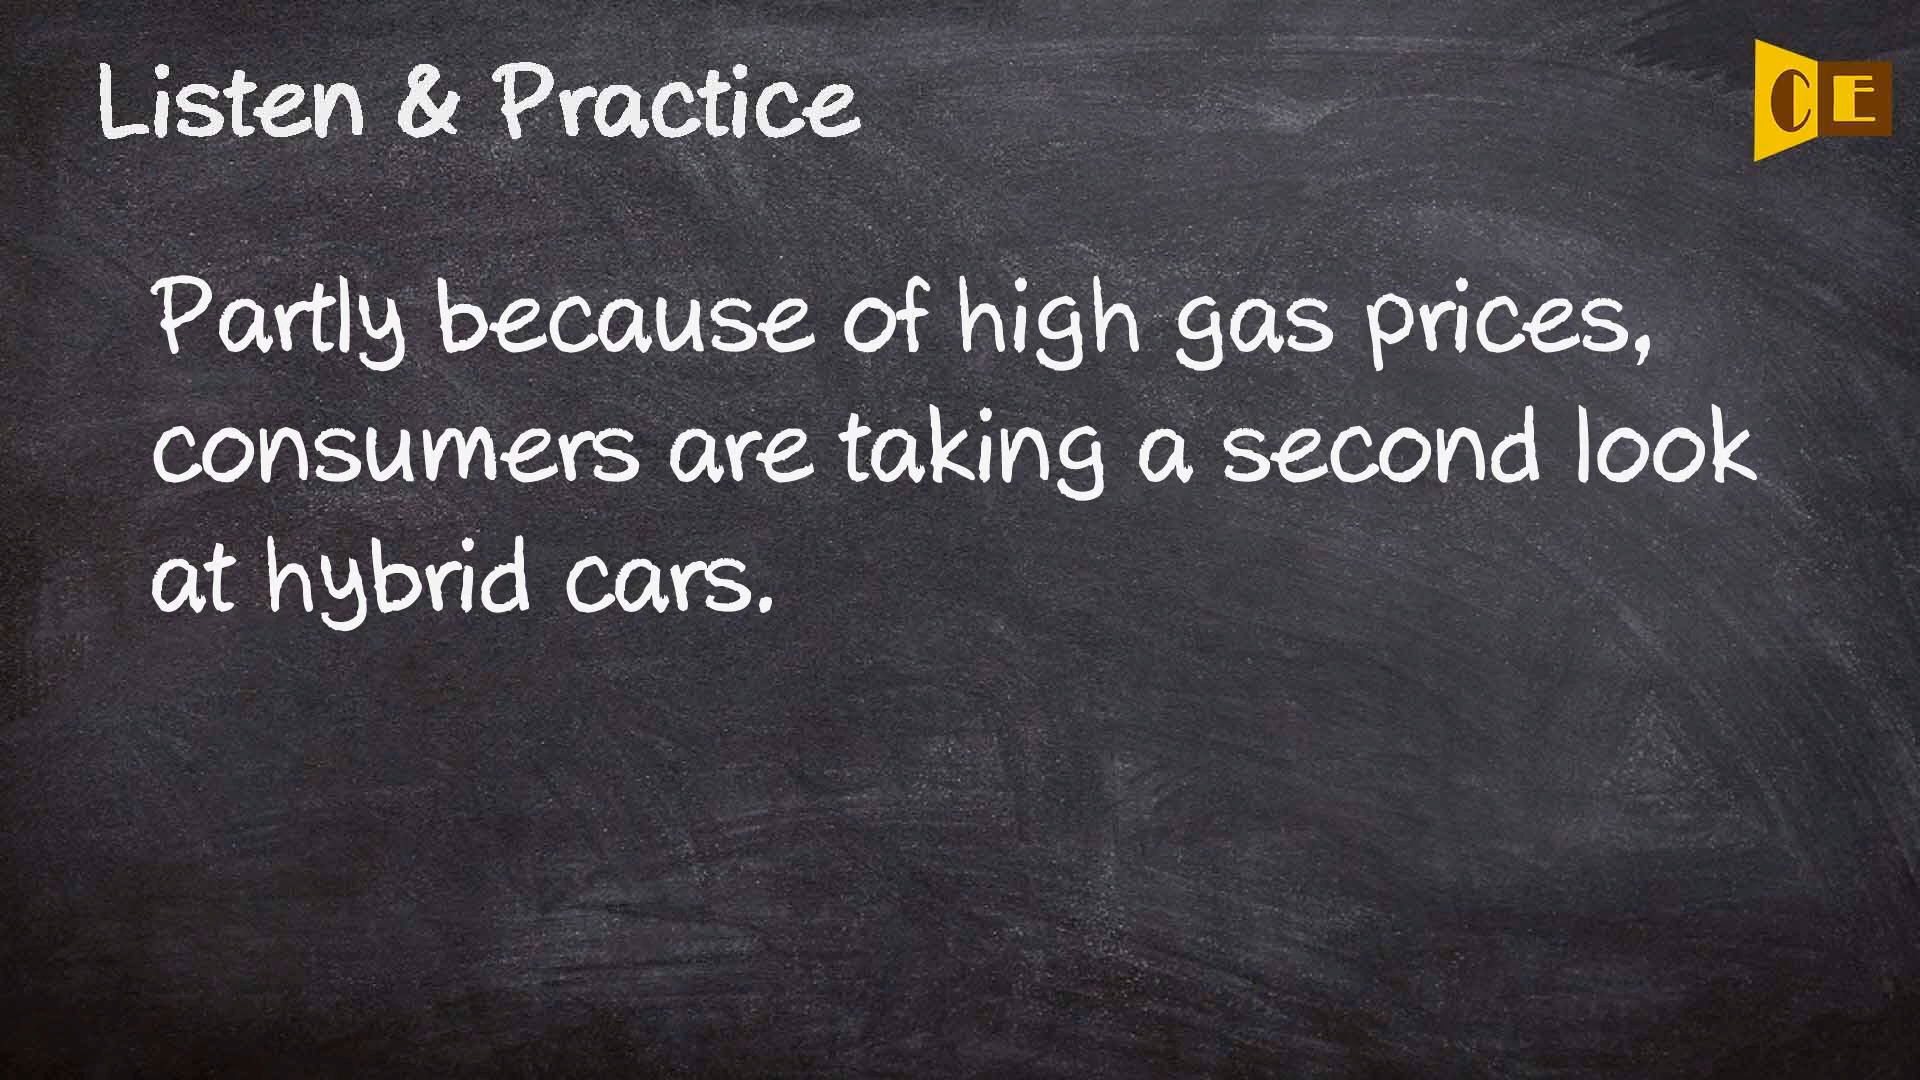 Listen & Practice
CE
Partly because of high gas prices,
consumers are taking a second look
at hybrid cars.